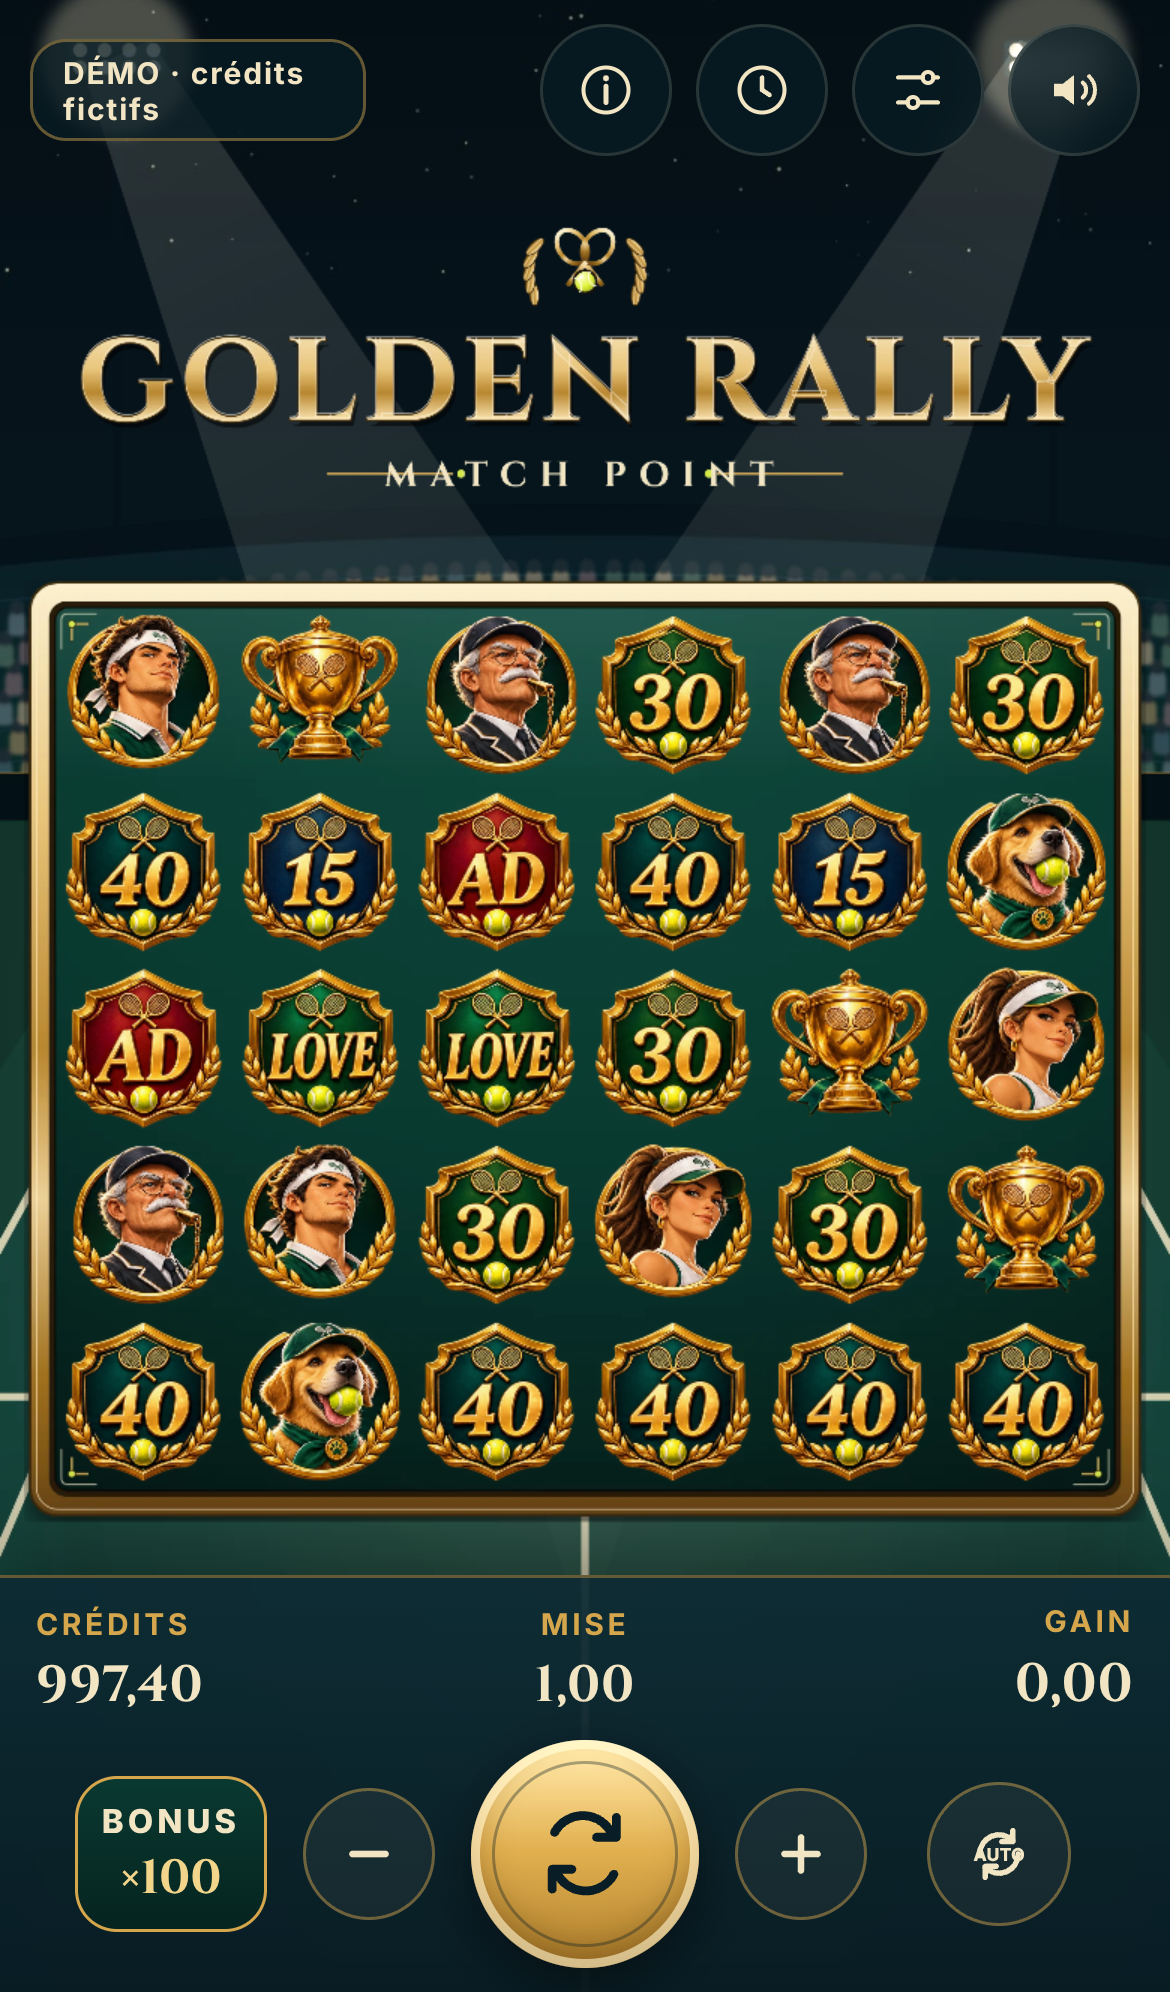 DÉMO · crédits
fictifs
GOLDEN RALLY
MATCH POINT
30 30
40 15 AD 40 15
AD LOVE LOVE 30
30 30
40 40 40 40 40
CRÉDITS MISE GAIN
997,40 1,00 0,00
BONUS
×100
AUTO